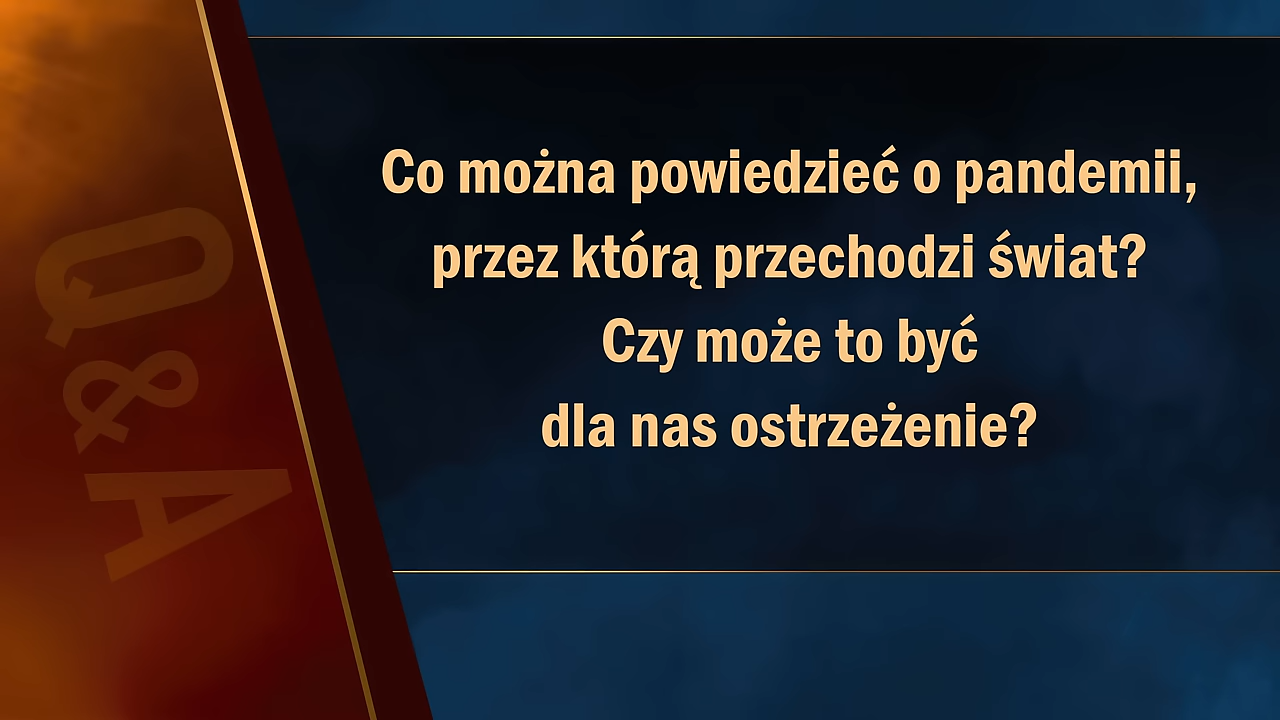 Q & A
Co można powiedzieć o pandemii,
przez którą przechodzi świat?
Czy może to być
dla nas ostrzeżenie?